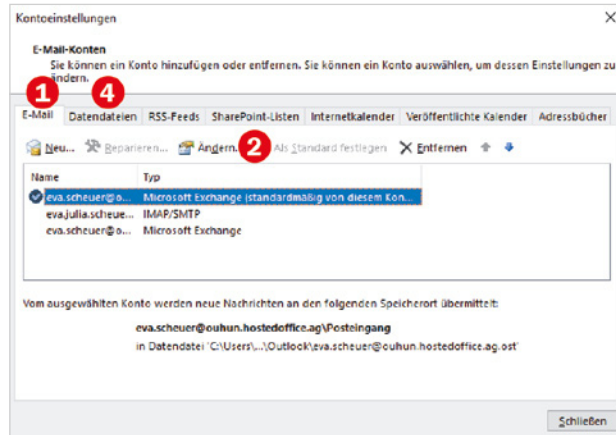 Kontoeinstellungen
E-Mail-Konten
Sie können ein Konto hinzufügen oder entfernen. Sie können ein Konto auswählen, um dessen Einstellungen zu
ändern.
1 4
E-Mail Datendateien RSS-Feeds SharePoint-Listen Internetkalender Veröffentlichte Kalender Adressbücher
Neu... Reparieren... Ändern. 2 Als Standard festlegen Entfernen
Name Typ
eva.scheuer@o... Microsoft Exchange (standardmäßig von diesem Kon...
eva.julia.scheue... IMAP/SMTP
eva.scheuer@o... Microsoft Exchange
Vom ausgewählten Konto werden neue Nachrichten an den folgenden Speicherort übermittelt:
eva.scheuer@ouhun.hostedoffice.ag\Posteingang
in Datendatei 'C:\Users\...\Outlook\eva.scheuer@ouhun.hostedoffice.ag.ost'
Schließen